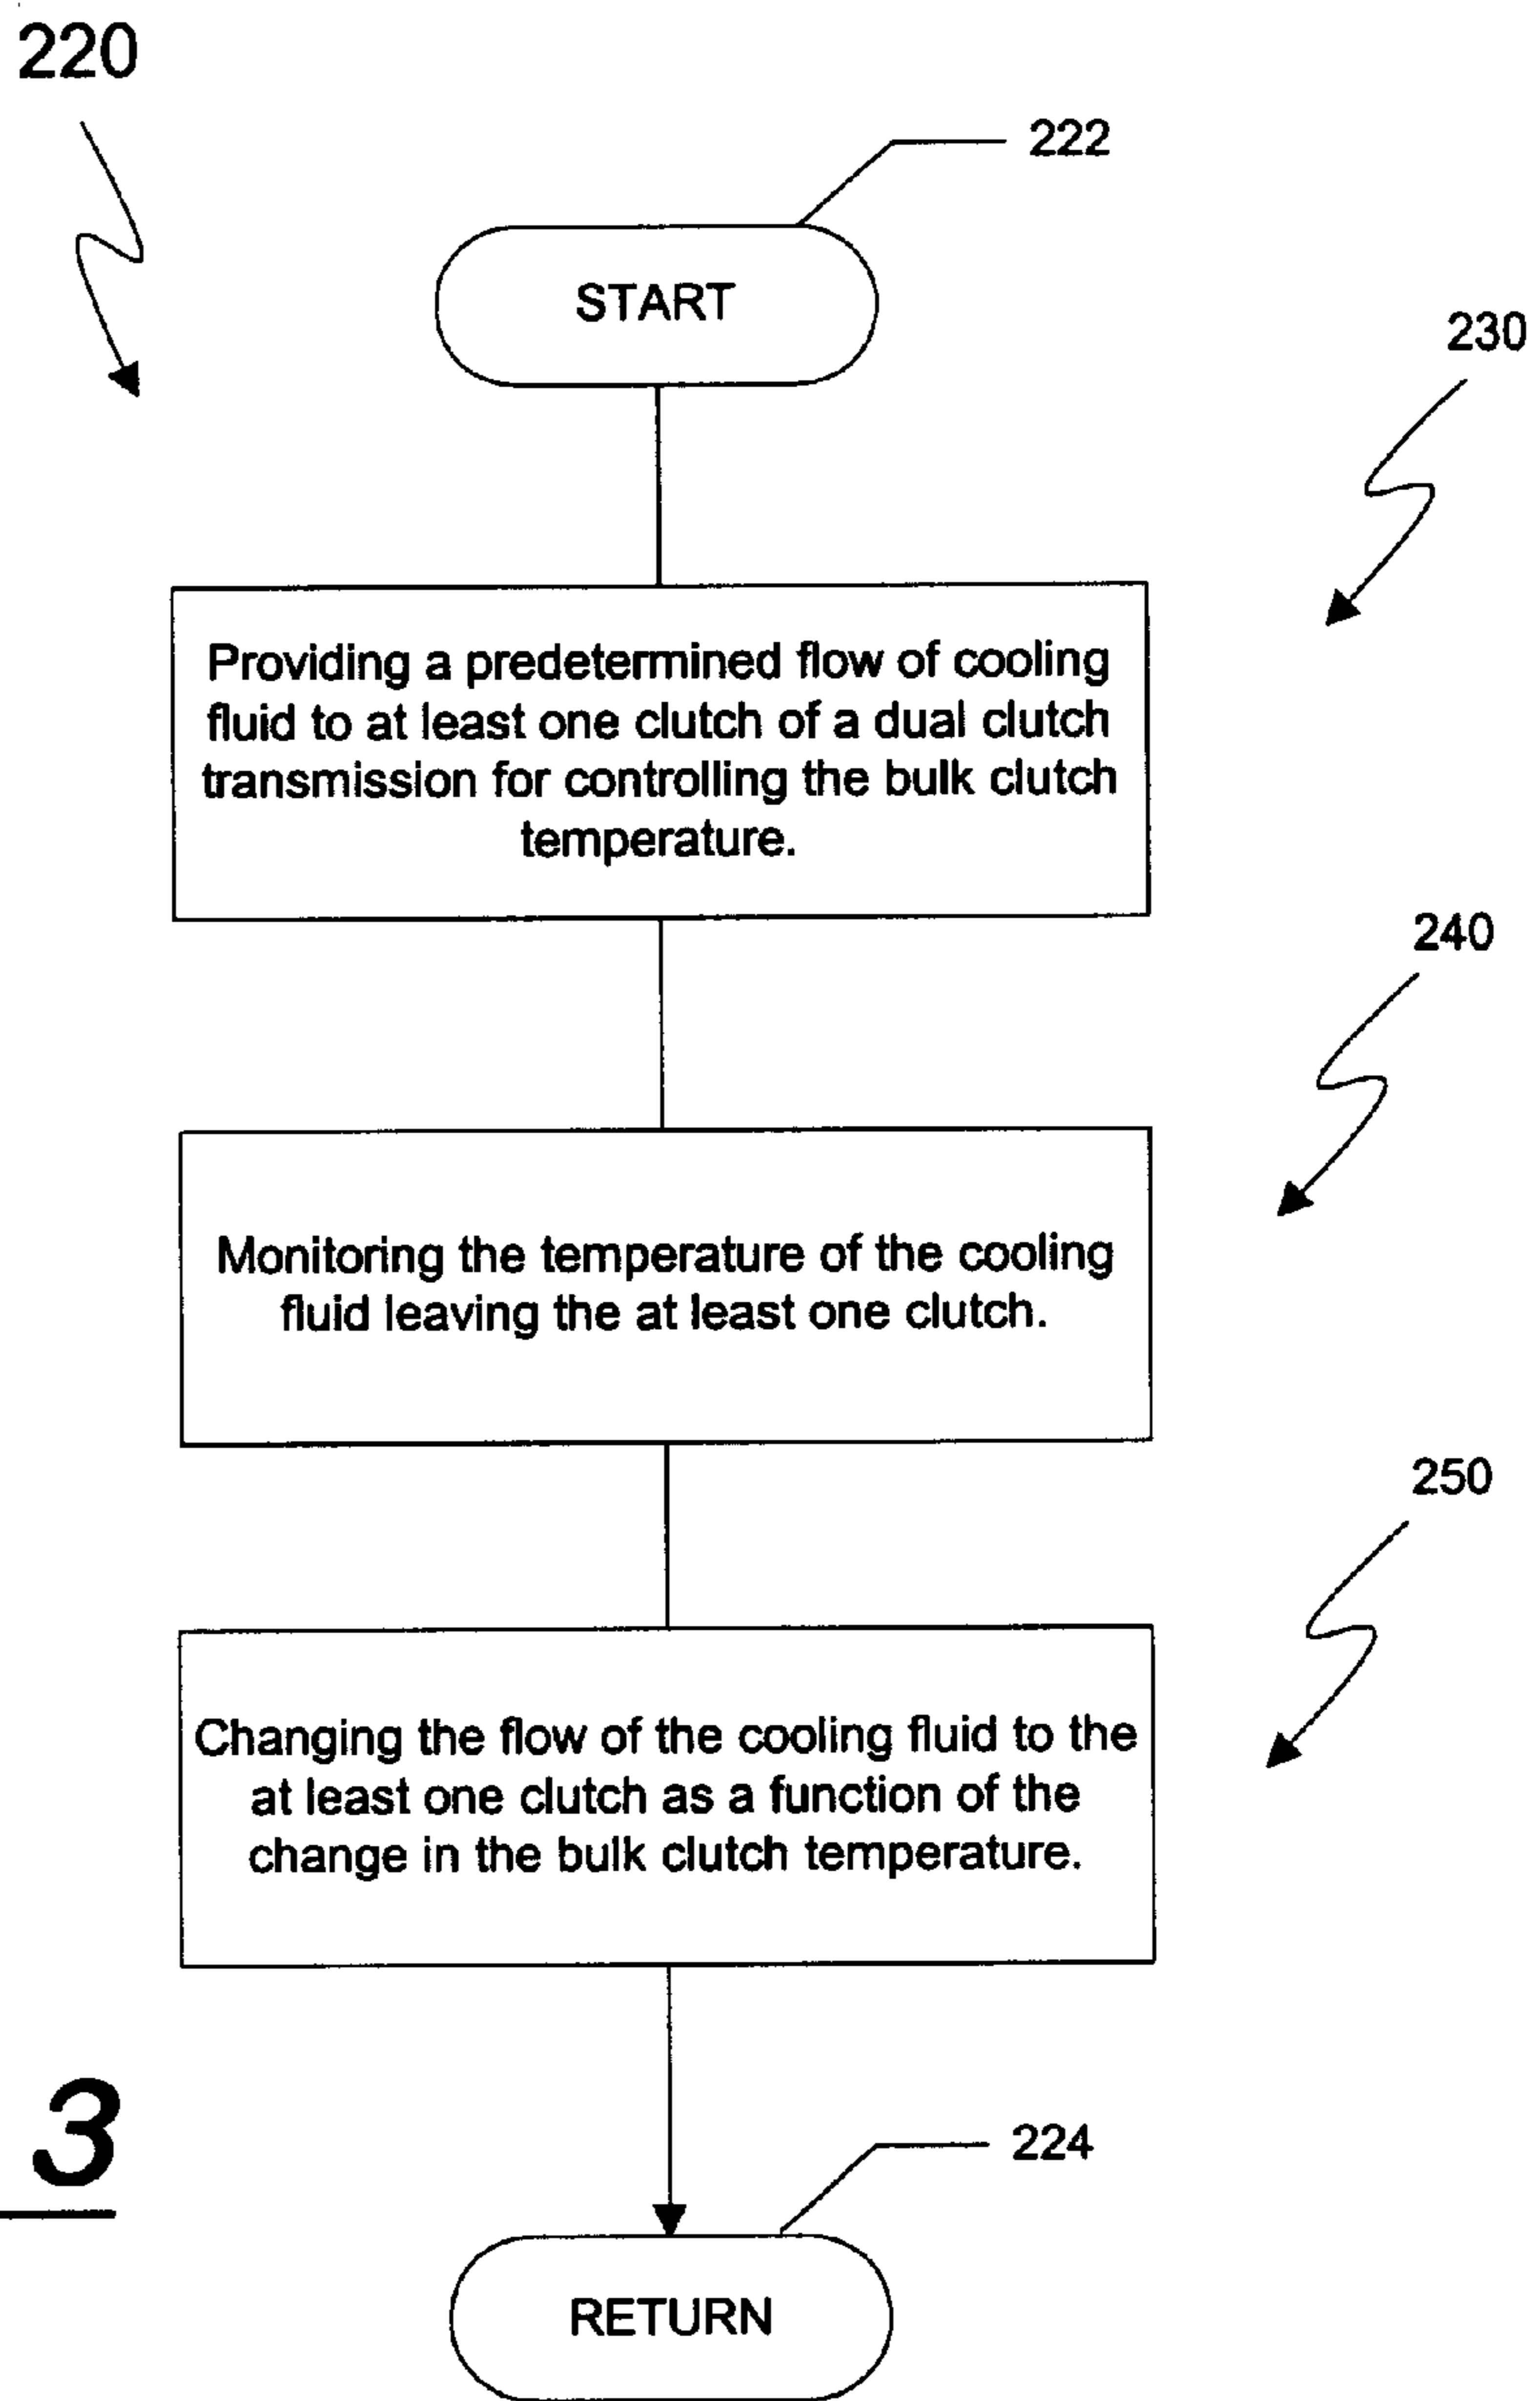 220
222
START
230
Providing a predetermined flow of cooling
fluid to at least one clutch of a dual clutch
transmission for controlling the bulk clutch
temperature.
240
Monitoring the temperature of the cooling
fluid leaving the at least one clutch.
250
Changing the flow of the cooling fluid to the
at least one clutch as a function of the
change in the bulk clutch temperature.
3
224
RETURN